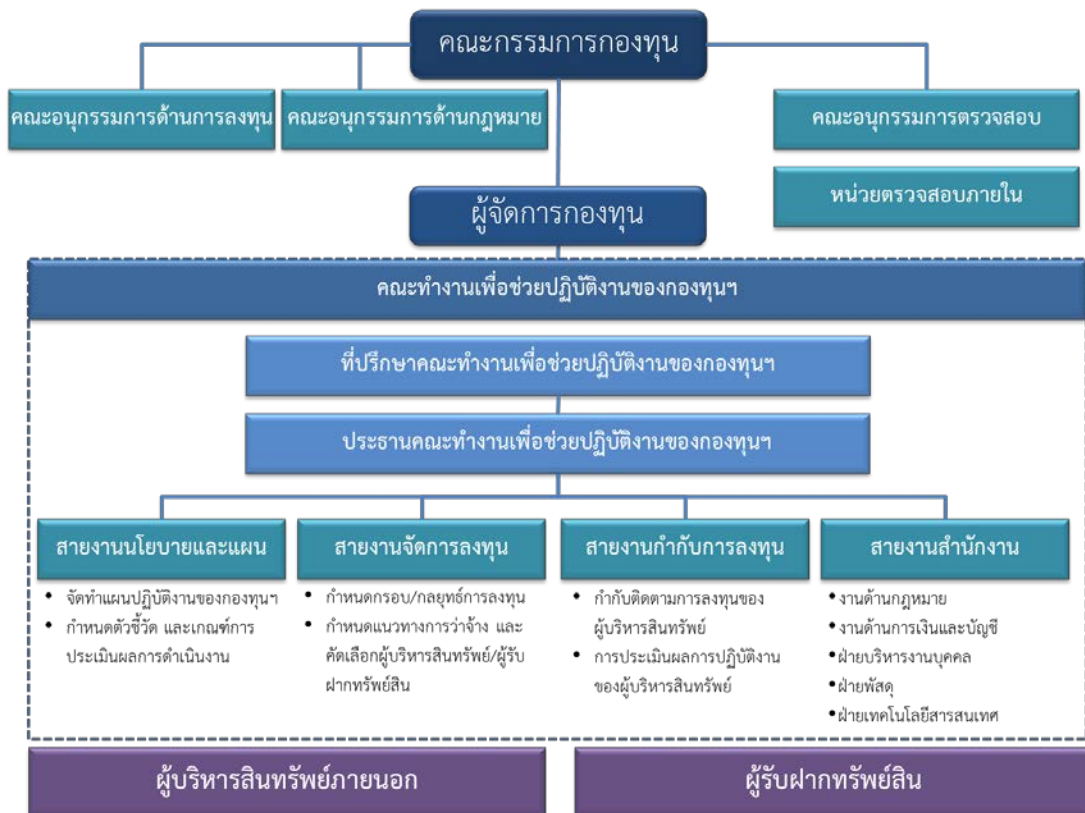 คณะกรรมการกองทุน
คณะอนุกรรมการด้านการลงทุน
คณะอนุกรรมการด้านกฎหมาย
คณะอนุกรรมการตรวจสอบ
หน่วยตรวจสอบภายใน
ผู้จัดการกองทุน
คณะทำงานเพื่อช่วยปฏิบัติงานของกองทุนฯ
ที่ปรึกษาคณะทำงานเพื่อช่วยปฏิบัติงานของกองทุนฯ
ประธานคณะทำงานเพื่อช่วยปฏิบัติงานของกองทุนฯ
สายงานนโยบายและแผน
• จัดทำแผนปฏิบัติงานของกองทุนฯ
• กำหนดตัวชี้วัด และเกณฑ์การ
ประเมินผลการดำเนินงาน
สายงานจัดการลงทุน
• กำหนดกรอบ/กลยุทธ์การลงทุน
• กำหนดแนวทางการว่าจ้าง และ
คัดเลือกผู้บริหารสินทรัพย์/ผู้รับ
ฝากทรัพย์สิน
สายงานกำกับการลงทุน
• กำกับติดตามการลงทุนของ
ผู้บริหารสินทรัพย์
• การประเมินผลการปฏิบัติงาน
ของผู้บริหารสินทรัพย์
สายงานสำนักงาน
• งานด้านกฎหมาย
• งานด้านการเงินและบัญชี
• ฝ่ายบริหารงานบุคคล
• ฝ่ายพัสดุ
• ฝ่ายเทคโนโลยีสารสนเทศ
ผู้บริหารสินทรัพย์ภายนอก
ผู้รับฝากทรัพย์สิน